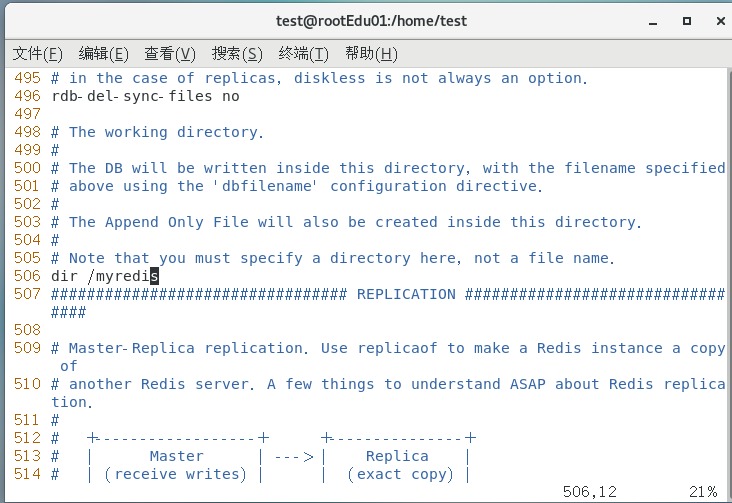 test@rootEdu01:/home/test
文件(F) 编辑(E) 查看(V) 搜索(S) 终端(T) 帮助(H)
495 # in the case of replicas, diskless is not always an option.
496 rdb-del-sync-files no
497
498 # The working directory.
499 #
500 # The DB will be written inside this directory, with the filename specified
501 # above using the 'dbfilename' configuration directive.
502 #
503 # The Append Only File will also be created inside this directory.
504 #
505 # Note that you must specify a directory here, not a file name.
506 dir /myredis
507 ################################# REPLICATION #############################
####
508
509 # Master-Replica replication. Use replicaof to make a Redis instance a copy
of
510 # another Redis server. A few things to understand ASAP about Redis replica
tion.
511 #
512 #   +------------------+      +---------------+
513 #   |      Master      | ---> |    Replica    |
514 #   | (receive writes) |      |  (exact copy) |
506,12 21%